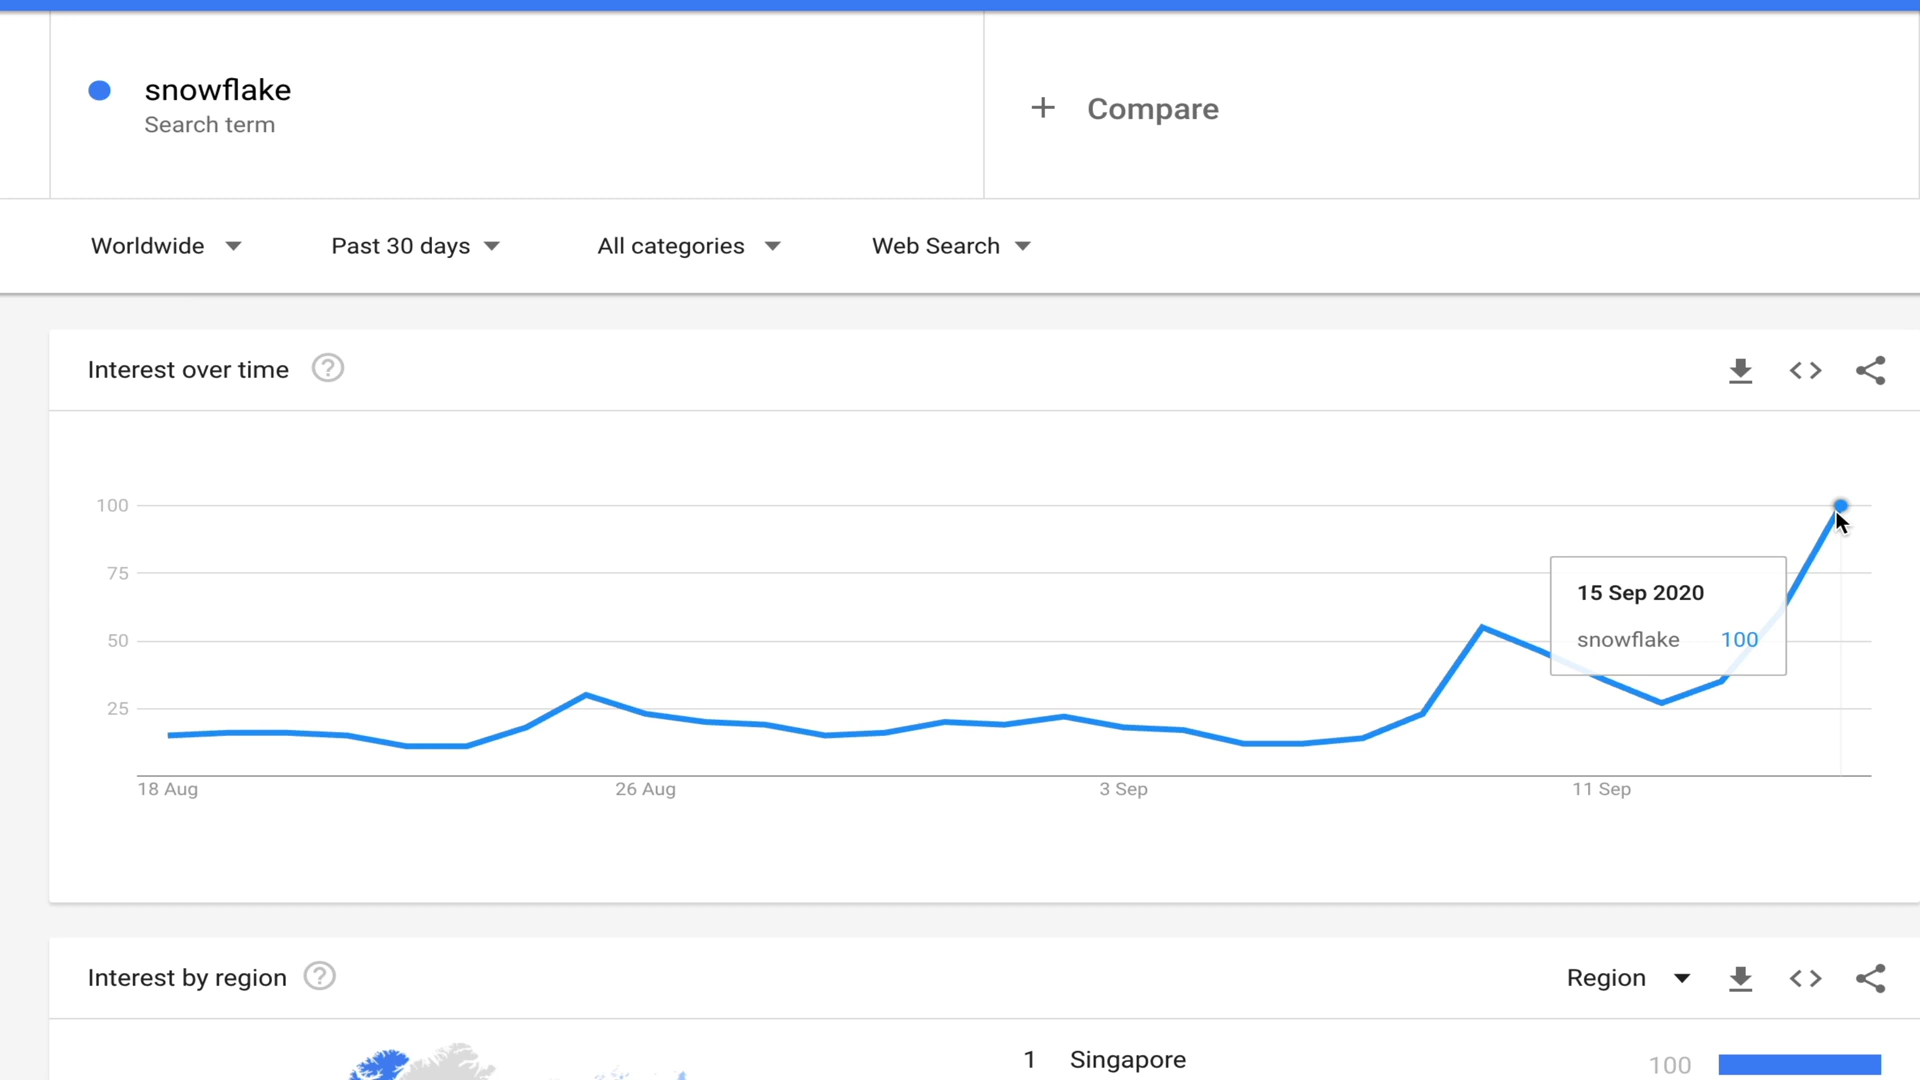 snowflake
Search term
+ Compare
Worldwide
Past 30 days
All categories
Web Search
Interest over time ?
100
75
50
25
15 Sep 2020
snowflake 100
18 Aug 26 Aug 3 Sep 11 Sep
Interest by region ?
Region
1 Singapore 100